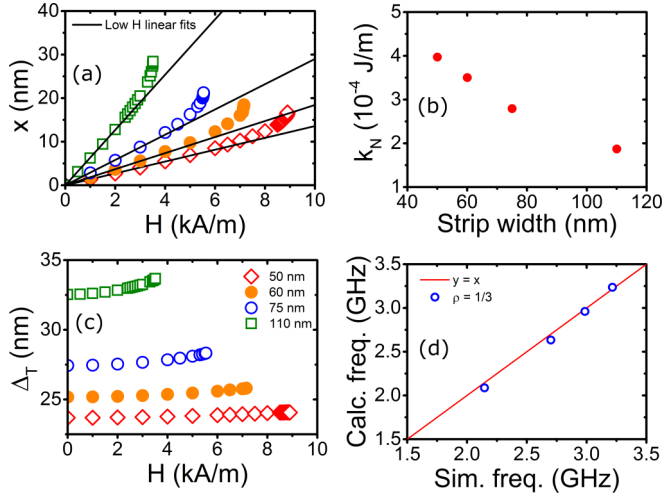 Low H linear fits
(a)
x (nm)
40
30
20
10
0
0 2 4 6 8 10
H (kA/m)
(b)
k_N (10^-4 J/m)
5
4
3
2
1
40 60 80 100 120
Strip width (nm)
(c)
Δ_T (nm)
35
33
28
25
0 2 4 6 8 10
H (kA/m)
50 nm
60 nm
75 nm
110 nm
(d)
Calc. freq. (GHz)
3.5
3.0
2.5
2.0
1.5
1.5 2.0 2.5 3.0 3.5
Sim. freq. (GHz)
y = x
ρ = 1/3